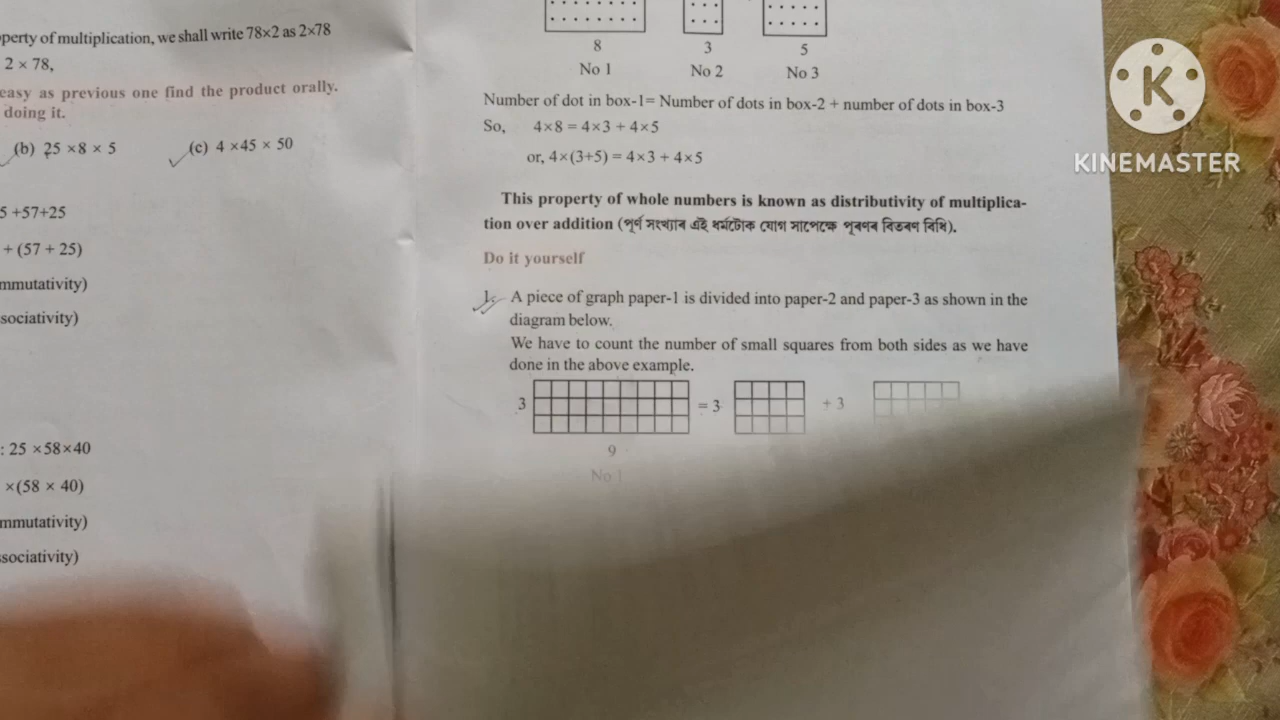 perty of multiplication, we shall write 78×2 as 2×78
2 × 78,
easy as previous one find the product orally.
doing it.
(b) 25 ×8 × 5
(c) 4 ×45 × 50
5 +57+25
+ (57 + 25)
mmutativity)
sociativity)
: 25 ×58×40
×(58 × 40)
mmutativity)
ssociativity)
8 3 5
No 1 No 2 No 3
Number of dot in box-1= Number of dots in box-2 + number of dots in box-3
So, 4×8 = 4×3 + 4×5
or, 4×(3+5) = 4×3 + 4×5
This property of whole numbers is known as distributivity of multiplica-
tion over addition (পূৰ্ণ সংখ্যাৰ এই ধৰ্মটোক যোগ সাপেক্ষে পূৰণৰ বিতৰণ বিধি).
Do it yourself
1. A piece of graph paper-1 is divided into paper-2 and paper-3 as shown in the
diagram below.
We have to count the number of small squares from both sides as we have
done in the above example.
3 = 3 + 3
9
No 1
K
KINEMASTER